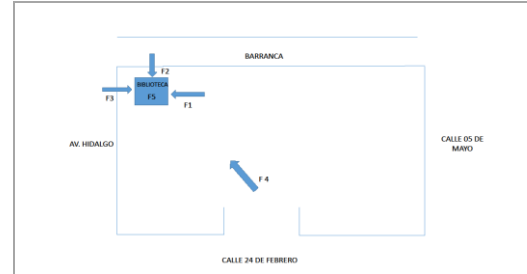 BARRANCA
F2
BIBLIOTECA
F5
F3
F1
AV. HIDALGO
CALLE 05 DE
MAYO
F 4
CALLE 24 DE FEBRERO